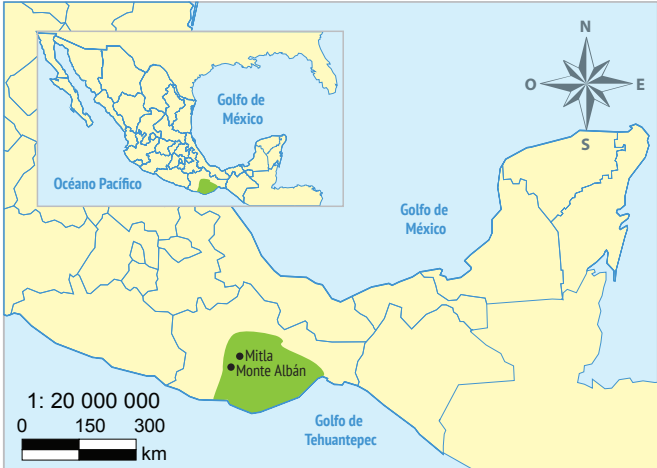 Golfo de
México
Océano Pacífico
N
O
E
S
Golfo de
México
Mitla
Monte Albán
Golfo de
Tehuantepec
1: 20 000 000
0 150 300
km